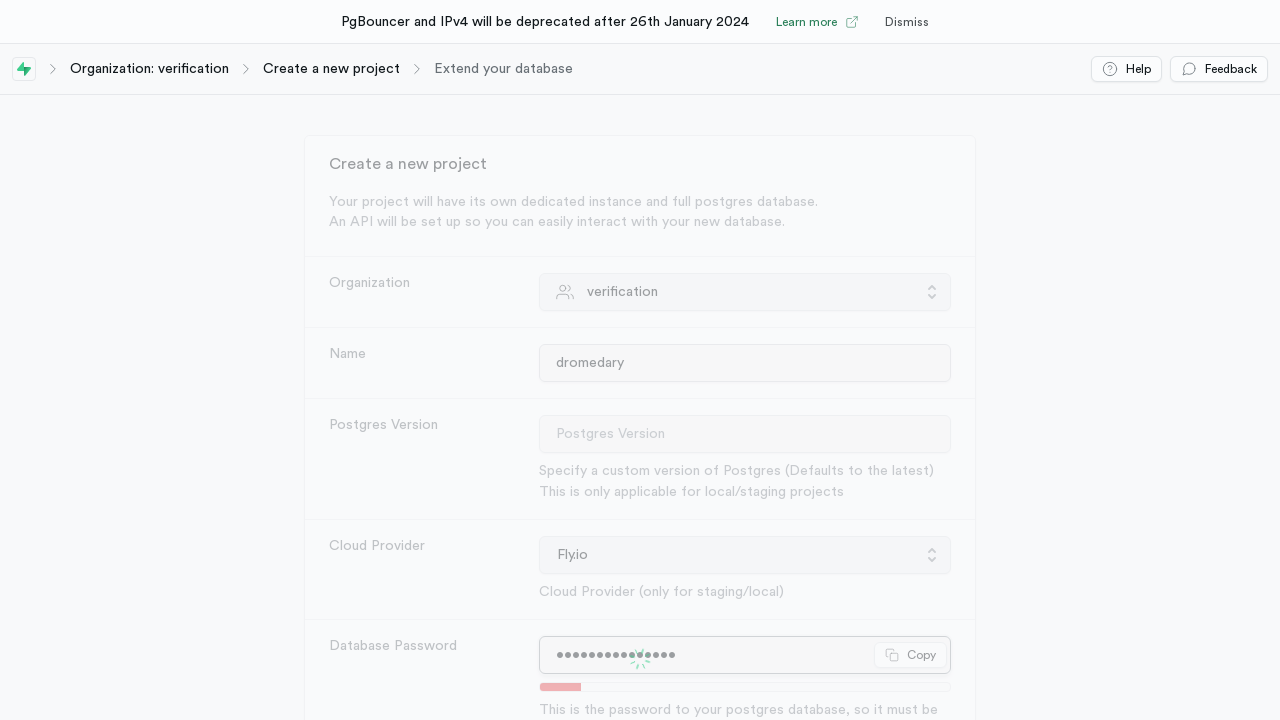 PgBouncer and IPv4 will be deprecated after 26th January 2024
Learn more
Dismiss
Organization: verification
Create a new project
Extend your database
Help
Feedback
Create a new project
Your project will have its own dedicated instance and full postgres database.
An API will be set up so you can easily interact with your new database.
Organization
verification
Name
dromedary
Postgres Version
Postgres Version
Specify a custom version of Postgres (Defaults to the latest)
This is only applicable for local/staging projects
Cloud Provider
Fly.io
Cloud Provider (only for staging/local)
Database Password
•••••••••••••••
Copy
This is the password to your postgres database, so it must be